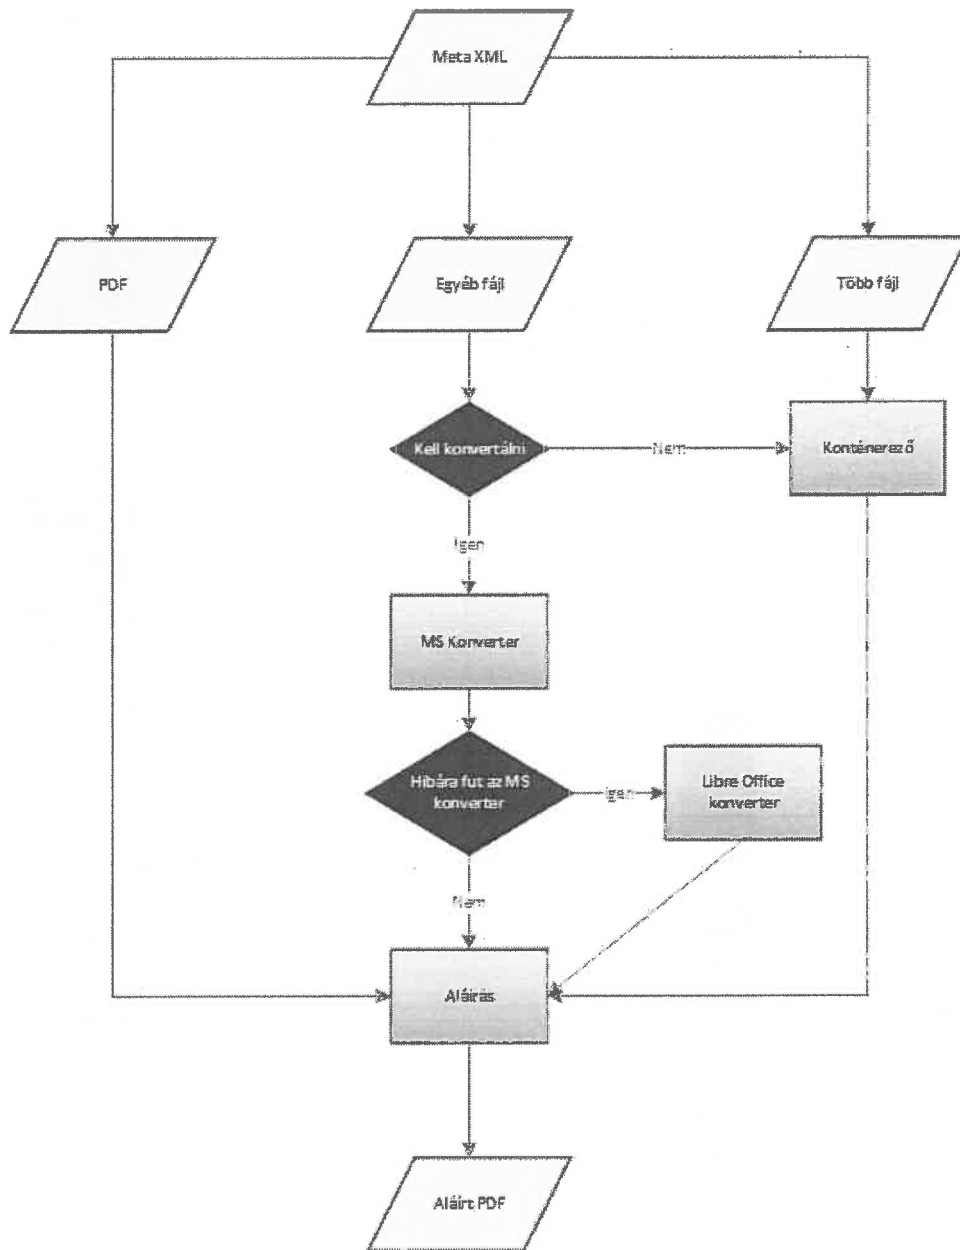 Meta XML
PDF
Egyéb fájl
Több fájl
Kell konvertálni
Nem
Konténerező
Igen
MS Konverter
Hibára fut az MS
konverter
Igen
Libre Office
konverter
Nem
Aláírás
Aláírt PDF